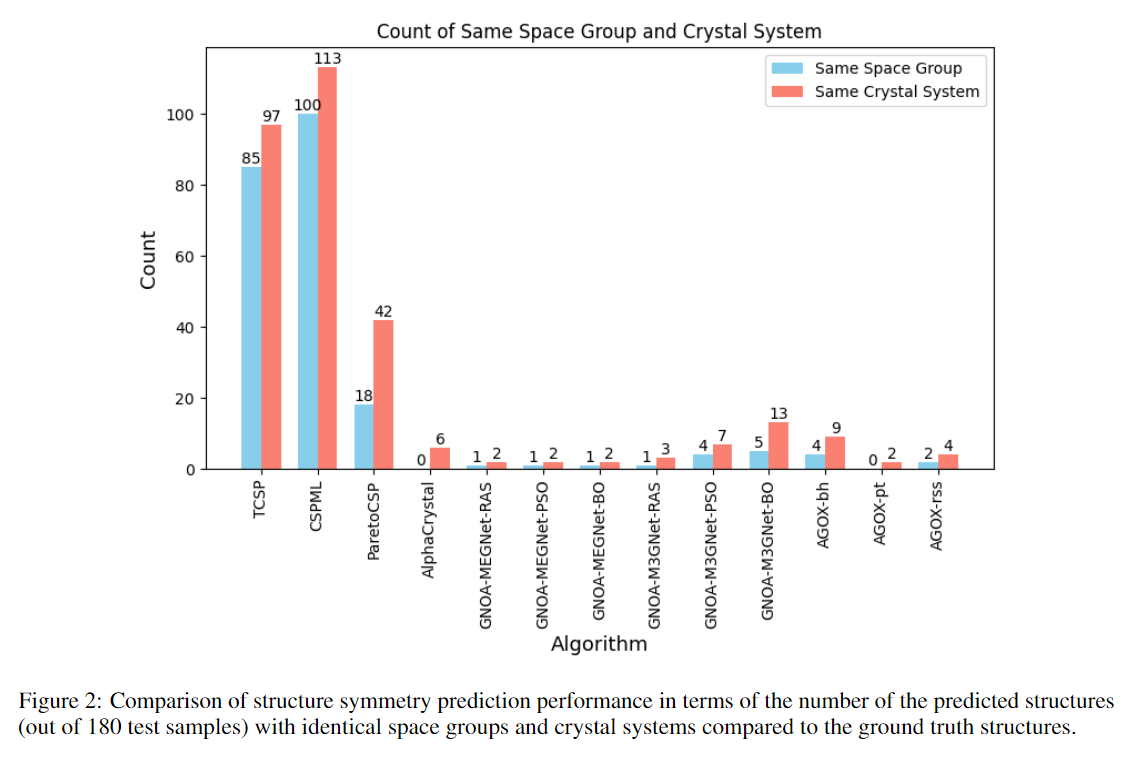 Count of Same Space Group and Crystal System
Same Space Group
Same Crystal System
Count
100
80
60
40
20
0
85
97
100
113
18
42
0
6
1
2
1
2
1
2
1
3
4
7
5
13
4
9
0
2
2
4
TCSP
CSPML
ParetoCSP
AlphaCrystal
GNOA-MEGNet-RAS
GNOA-MEGNet-PSO
GNOA-MEGNet-BO
GNOA-M3GNet-RAS
GNOA-M3GNet-PSO
GNOA-M3GNet-BO
AGOX-bh
AGOX-pt
AGOX-rss
Algorithm
Figure 2: Comparison of structure symmetry prediction performance in terms of the number of the predicted structures
(out of 180 test samples) with identical space groups and crystal systems compared to the ground truth structures.